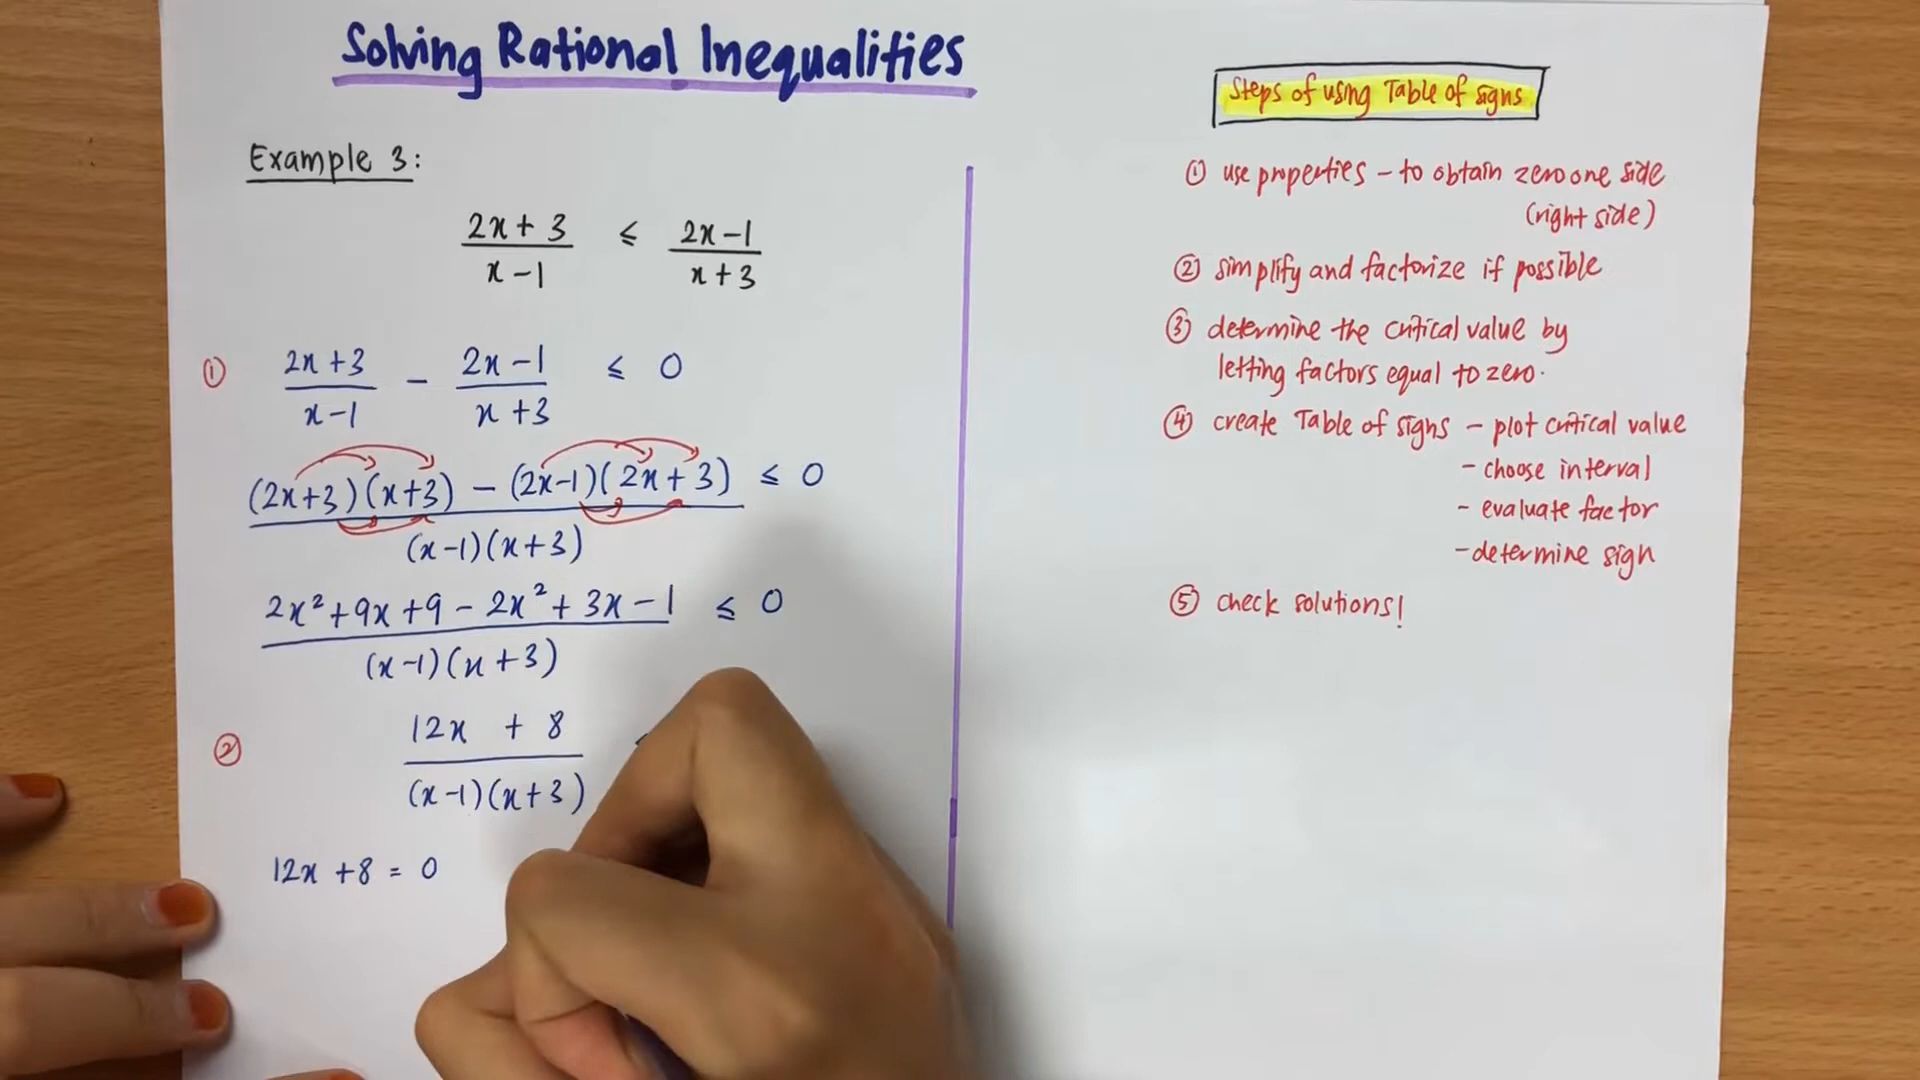 Solving Rational Inequalities
Example 3:
2x + 3 ≤ 2x - 1
x - 1 x + 3
① 2x + 3 - 2x - 1 ≤ 0
x - 1 x + 3
(2x+3)(x+3) - (2x-1)(2x+3) ≤ 0
(x-1)(x+3)
2x² + 9x + 9 - 2x² + 3x - 1 ≤ 0
(x-1)(x+3)
② 12x + 8
(x-1)(x+3)
12x + 8 = 0
Steps of using Table of signs
① use properties - to obtain zero one side
(right side)
② simplify and factorize if possible
③ determine the critical value by
letting factors equal to zero.
④ create Table of signs - plot critical value
- choose interval
- evaluate factor
- determine sign
⑤ check solutions!